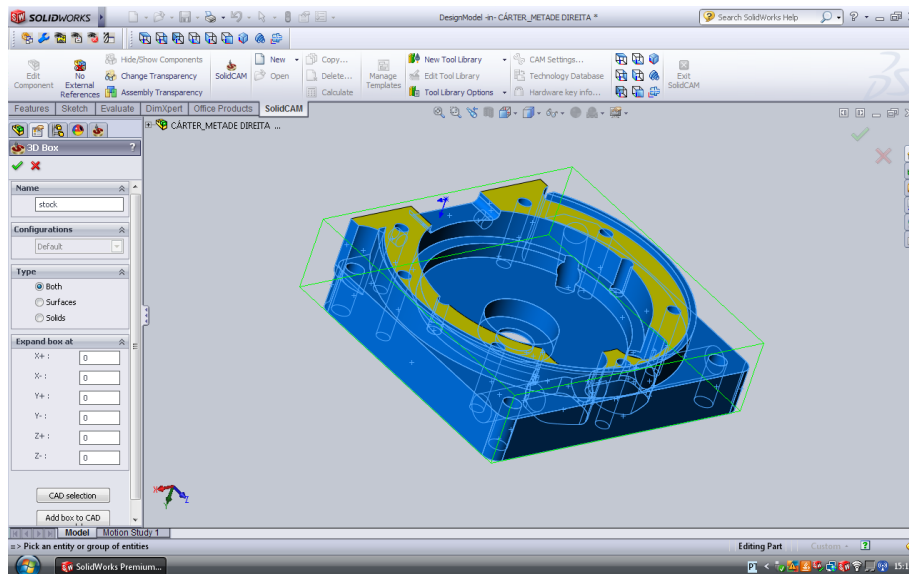 SOLIDWORKS
DesignModel -in- CÁRTER_METADE DIREITA *
Search SolidWorks Help
Edit Component
No External References
Hide/Show Components
Change Transparency
Assembly Transparency
SolidCAM
New
Open
Copy...
Delete...
Calculate
Manage Templates
New Tool Library
Edit Tool Library
Tool Library Options
CAM Settings...
Technology Database
Hardware key info...
Exit SolidCAM
Features
Sketch
Evaluate
DimXpert
Office Products
SolidCAM
CÁRTER_METADE DIREITA ...
3D Box
?
Name
stock
Configurations
Default
Type
Both
Surfaces
Solids
Expand box at
X+ : 0
X- : 0
Y+ : 0
Y- : 0
Z+ : 0
Z- : 0
CAD selection
Add box to CAD
X
Y
Z
Model
Motion Study 1
=> Pick an entity or group of entities
Editing Part
Custom
SolidWorks Premium...
PT